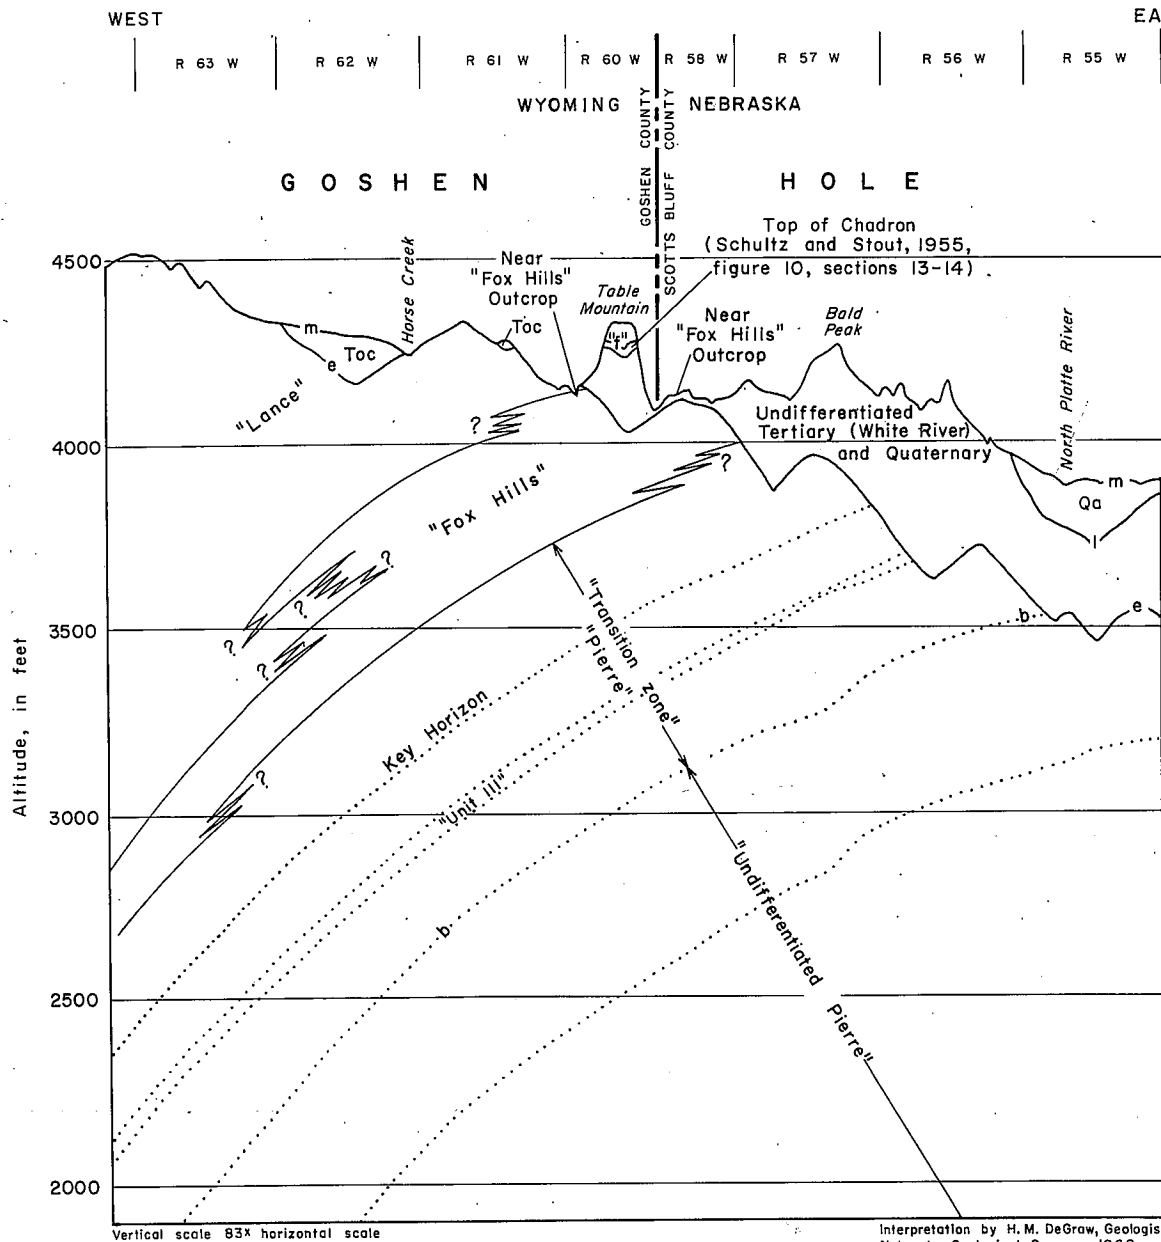 WEST
EA
R 63 W
R 62 W
R 61 W
R 60 W
R 58 W
R 57 W
R 56 W
R 55 W
WYOMING
NEBRASKA
GOSHEN COUNTY
SCOTTS BLUFF COUNTY
GOSHEN
HOLE
Top of Chadron
(Schultz and Stout, 1955,
figure 10, sections 13-14)
4500
Horse Creek
Near
"Fox Hills"
Outcrop
Table
Mountain
"f"
Toc
Near
"Fox Hills"
Outcrop
Bald
Peak
North Platte River
m
Toc
e
"Lance"
?
4000
Undifferentiated
Tertiary (White River)
and Quaternary
?
m
Qa
l
"Fox Hills"
?
?
?
?
3500
"Transition zone"
"Pierre"
b
e
Key Horizon
?
3000
"Unit III"
"Undifferentiated Pierre"
b
2500
2000
Altitude, in feet
Vertical scale 83x horizontal scale
Interpretation by H. M. DeGraw, Geologis